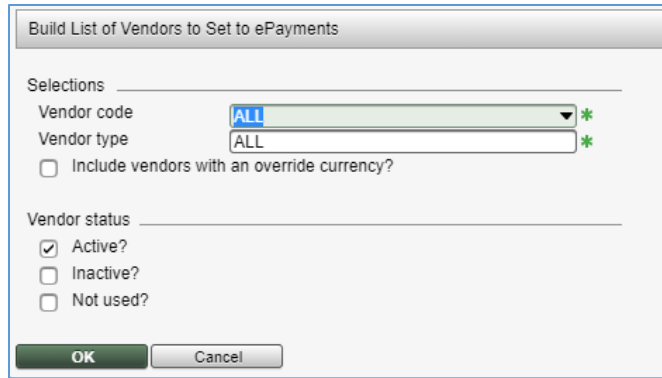 Build List of Vendors to Set to ePayments
Selections
Vendor code ALL *
Vendor type ALL *
Include vendors with an override currency?
Vendor status
Active?
Inactive?
Not used?
OK Cancel